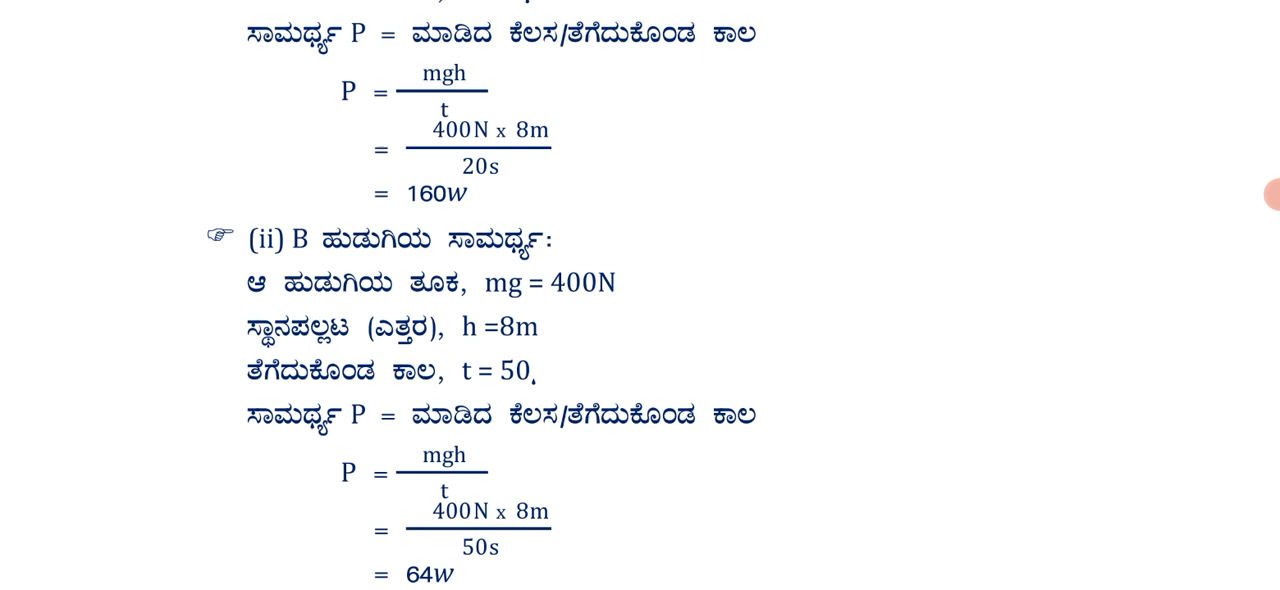 ಸಾಮರ್ಥ್ಯ P = ಮಾಡಿದ ಕೆಲಸ/ತೆಗೆದುಕೊಂಡ ಕಾಲ
P = mgh
t
= 400N x 8m
20s
= 160W
☞ (ii) B ಹುಡುಗಿಯ ಸಾಮರ್ಥ್ಯ:
ಆ ಹುಡುಗಿಯ ತೂಕ, mg = 400N
ಸ್ಥಾನಪಲ್ಲಟ (ಎತ್ತರ), h =8m
ತೆಗೆದುಕೊಂಡ ಕಾಲ, t = 50
ಸಾಮರ್ಥ್ಯ P = ಮಾಡಿದ ಕೆಲಸ/ತೆಗೆದುಕೊಂಡ ಕಾಲ
P = mgh
t
= 400N x 8m
50s
= 64W